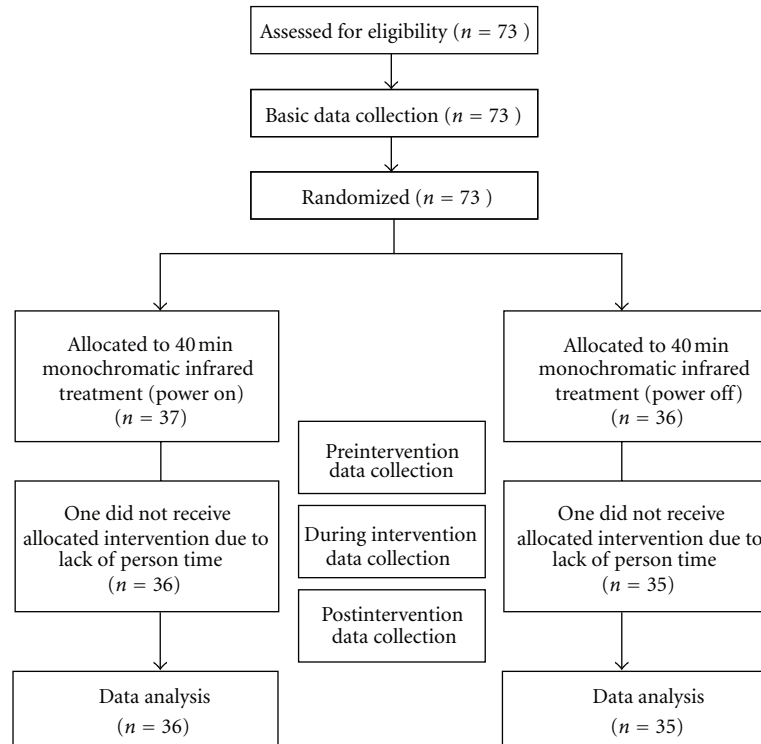 Assessed for eligibility (n = 73 )
Basic data collection (n = 73 )
Randomized (n = 73 )
Allocated to 40 min
monochromatic infrared
treatment (power on)
(n = 37)
Allocated to 40 min
monochromatic infrared
treatment (power off)
(n = 36)
Preintervention
data collection
One did not receive
allocated intervention due to
lack of person time
(n = 36)
During intervention
data collection
One did not receive
allocated intervention due to
lack of person time
(n = 35)
Postintervention
data collection
Data analysis
(n = 36)
Data analysis
(n = 35)